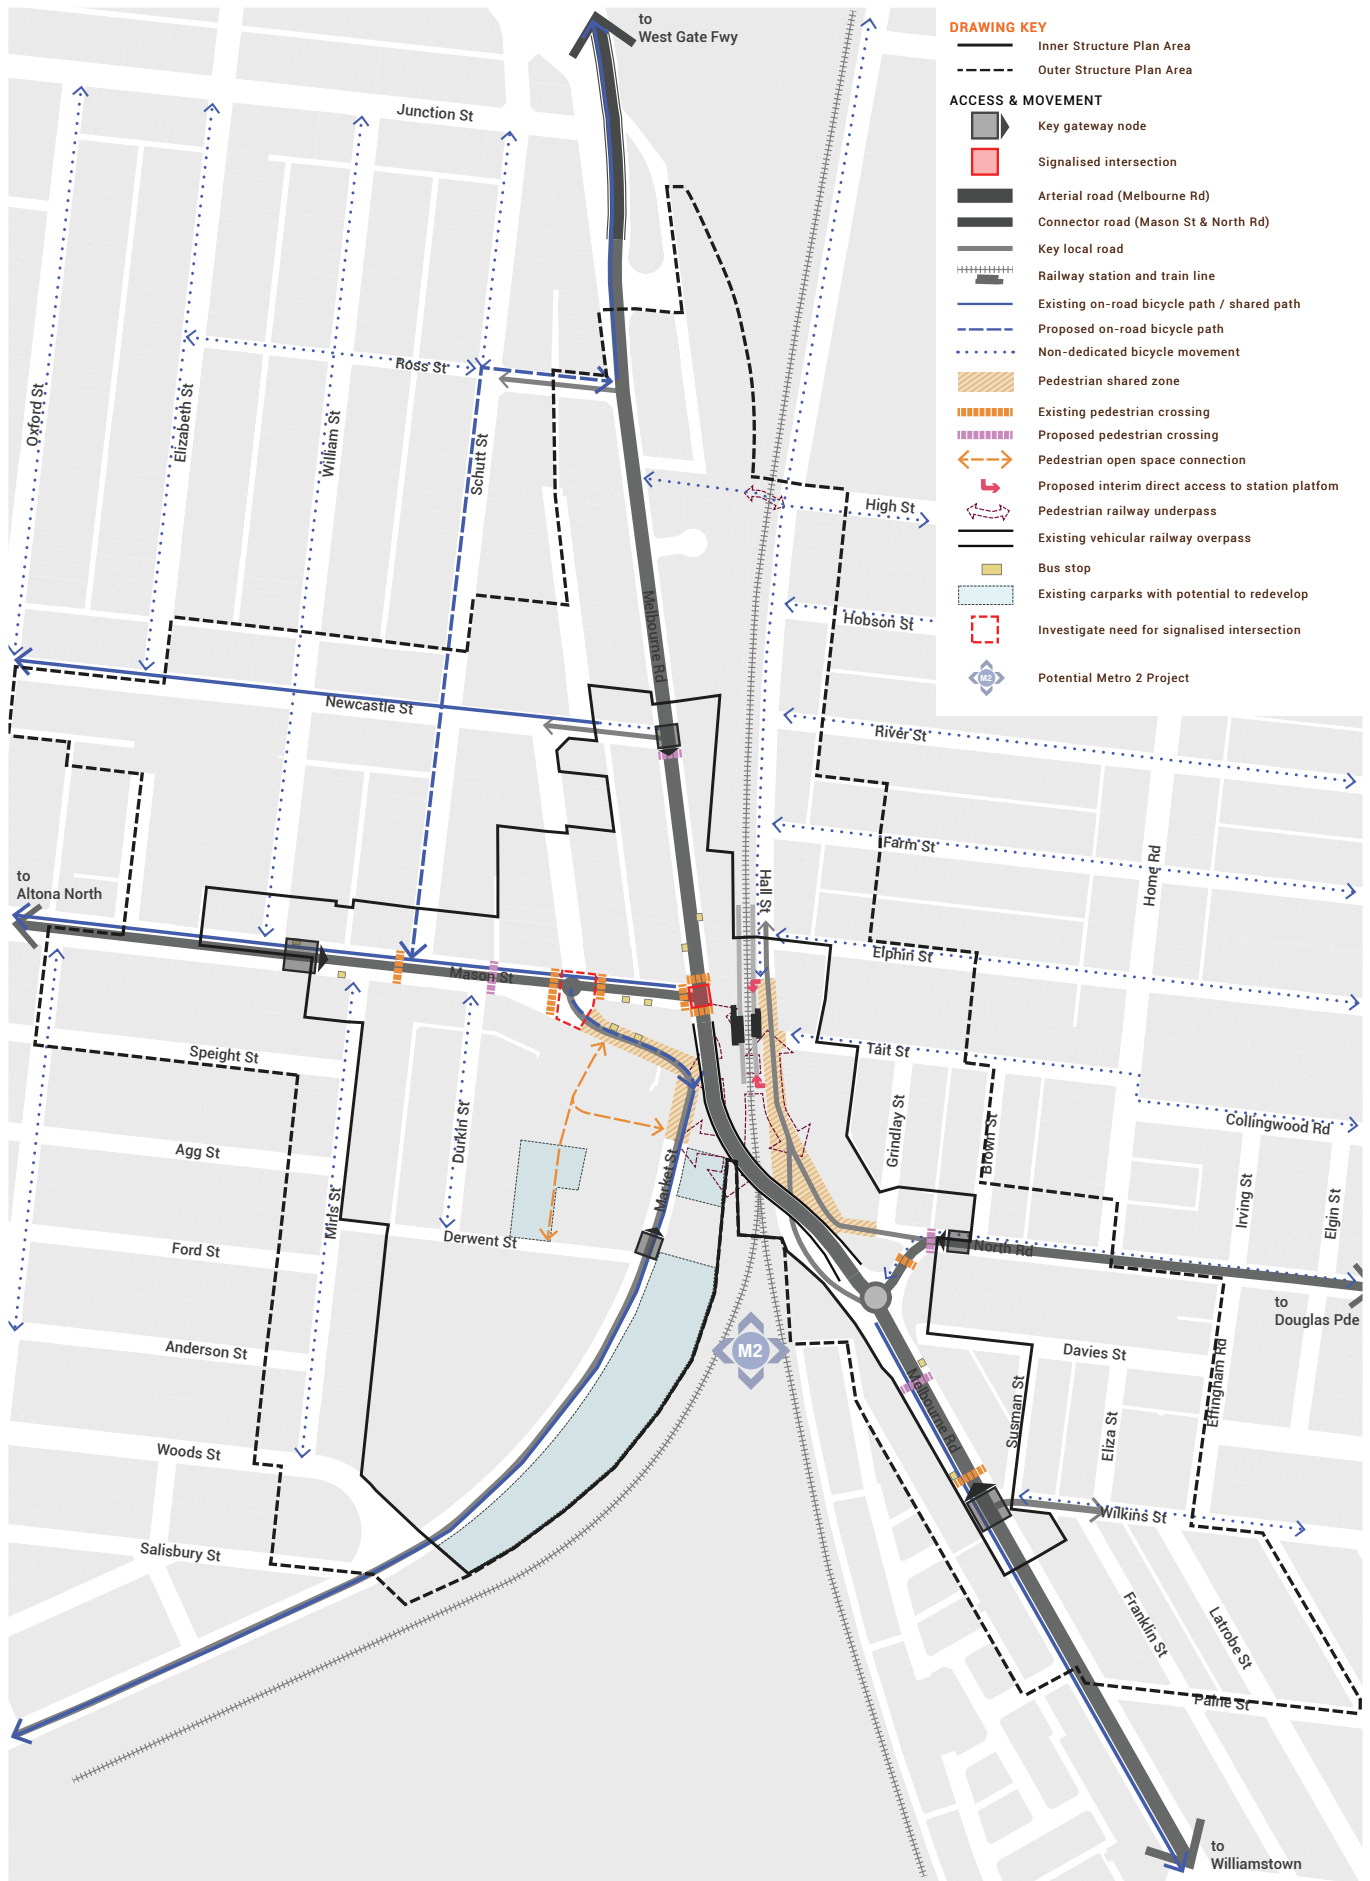 to
West Gate Fwy
DRAWING KEY
Inner Structure Plan Area
Outer Structure Plan Area
ACCESS & MOVEMENT
Key gateway node
Signalised intersection
Arterial road (Melbourne Rd)
Connector road (Mason St & North Rd)
Key local road
Railway station and train line
Existing on-road bicycle path / shared path
Proposed on-road bicycle path
Non-dedicated bicycle movement
Pedestrian shared zone
Existing pedestrian crossing
Proposed pedestrian crossing
Pedestrian open space connection
Proposed interim direct access to station platfom
Pedestrian railway underpass
Existing vehicular railway overpass
Bus stop
Existing carparks with potential to redevelop
Investigate need for signalised intersection
M2
Potential Metro 2 Project
Junction St
Ross St
Oxford St
Elizabeth St
William St
Schutt St
High St
Hobson St
Melbourne Rd
Newcastle St
River St
Farm St
Home Rd
to
Altona North
Hall St
Elphin St
Mason St
Speight St
Tait St
Collingwood Rd
Grindlay St
Brown St
Durkin St
Agg St
Market St
Mirls St
Irving St
Elgin St
Ford St
Derwent St
North Rd
to
Douglas Pde
Anderson St
M2
Davies St
Effingham Rd
Melbourne Rd
Susman St
Eliza St
Woods St
Wilkins St
Salisbury St
Franklin St
Latrobe St
Paine St
to
Williamstown